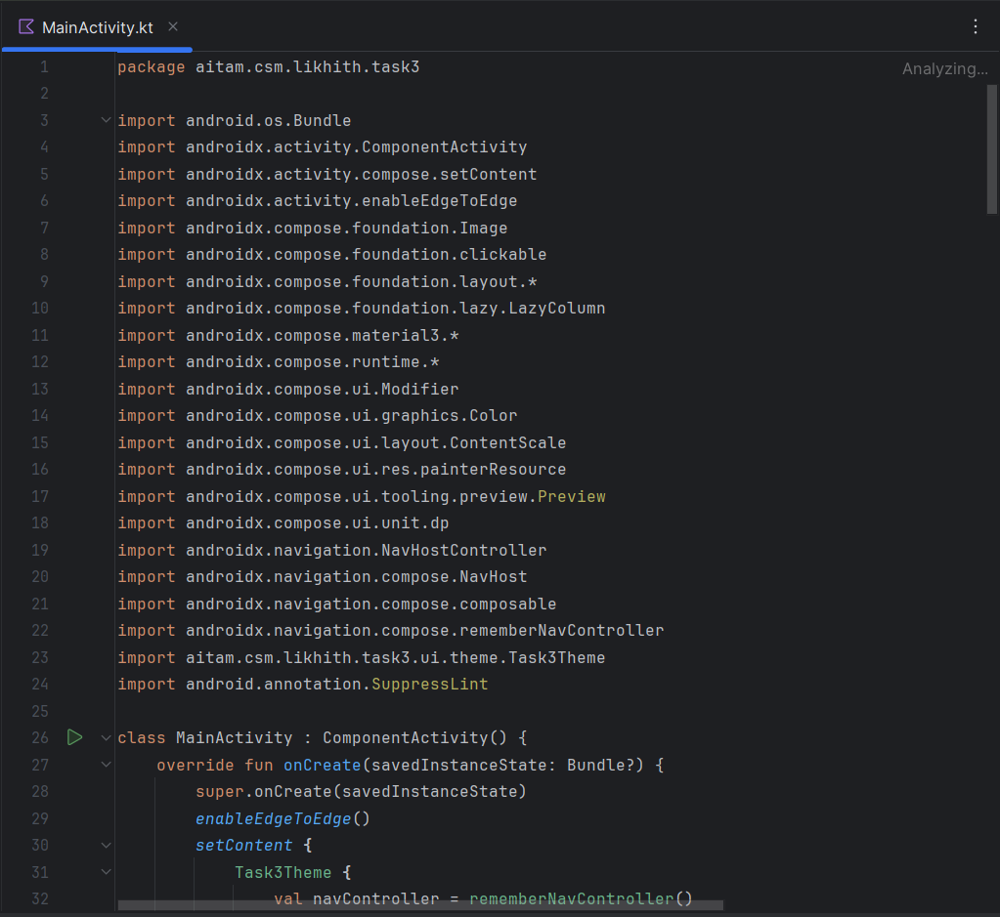 MainActivity.kt
Analyzing...
1 package aitam.csm.likhith.task3
2
3 import android.os.Bundle
4 import androidx.activity.ComponentActivity
5 import androidx.activity.compose.setContent
6 import androidx.activity.enableEdgeToEdge
7 import androidx.compose.foundation.Image
8 import androidx.compose.foundation.clickable
9 import androidx.compose.foundation.layout.*
10 import androidx.compose.foundation.lazy.LazyColumn
11 import androidx.compose.material3.*
12 import androidx.compose.runtime.*
13 import androidx.compose.ui.Modifier
14 import androidx.compose.ui.graphics.Color
15 import androidx.compose.ui.layout.ContentScale
16 import androidx.compose.ui.res.painterResource
17 import androidx.compose.ui.tooling.preview.Preview
18 import androidx.compose.ui.unit.dp
19 import androidx.navigation.NavHostController
20 import androidx.navigation.compose.NavHost
21 import androidx.navigation.compose.composable
22 import androidx.navigation.compose.rememberNavController
23 import aitam.csm.likhith.task3.ui.theme.Task3Theme
24 import android.annotation.SuppressLint
25
26 class MainActivity : ComponentActivity() {
27     override fun onCreate(savedInstanceState: Bundle?) {
28         super.onCreate(savedInstanceState)
29         enableEdgeToEdge()
30         setContent {
31             Task3Theme {
32                 val navController = rememberNavController()